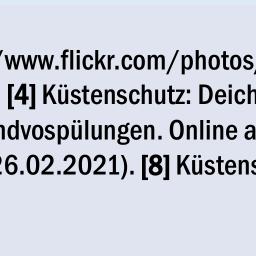 /www.flickr.com/photos/
[4] Küstenschutz: Deich
ndvospülungen. Online a
26.02.2021). [8] Küstens